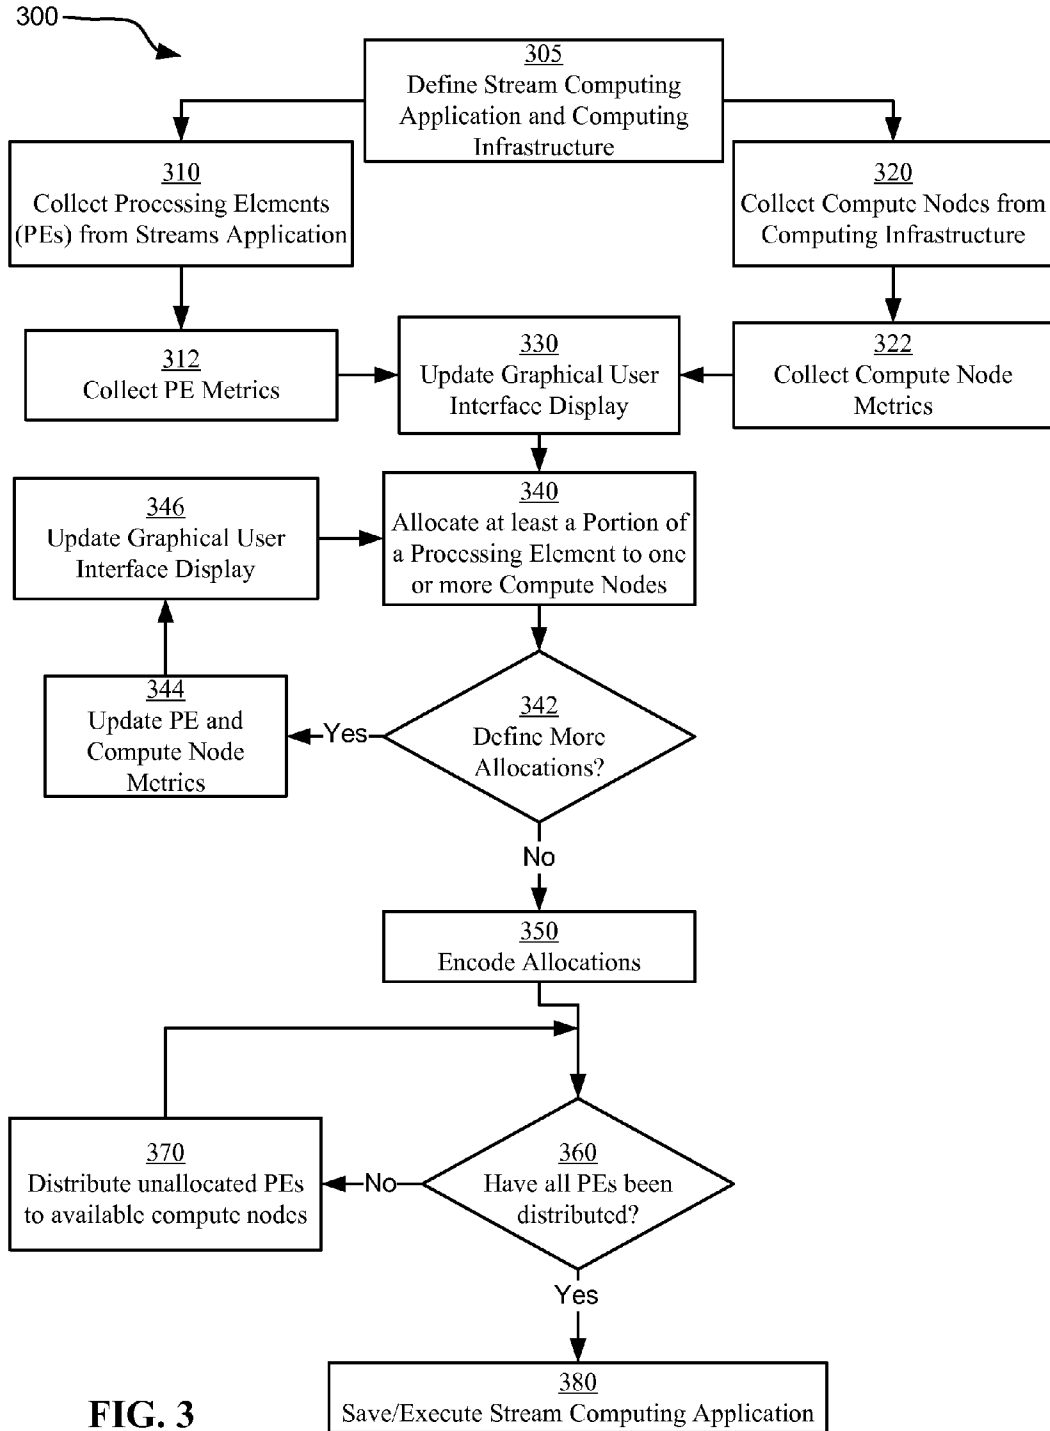 300
305
Define Stream Computing
Application and Computing
Infrastructure
310
Collect Processing Elements
(PEs) from Streams Application
320
Collect Compute Nodes from
Computing Infrastructure
312
Collect PE Metrics
330
Update Graphical User
Interface Display
322
Collect Compute Node
Metrics
346
Update Graphical User
Interface Display
340
Allocate at least a Portion of
a Processing Element to one
or more Compute Nodes
344
Update PE and
Compute Node
Metrics
Yes
342
Define More
Allocations?
No
350
Encode Allocations
370
Distribute unallocated PEs
to available compute nodes
No
360
Have all PEs been
distributed?
Yes
380
Save/Execute Stream Computing Application
FIG. 3